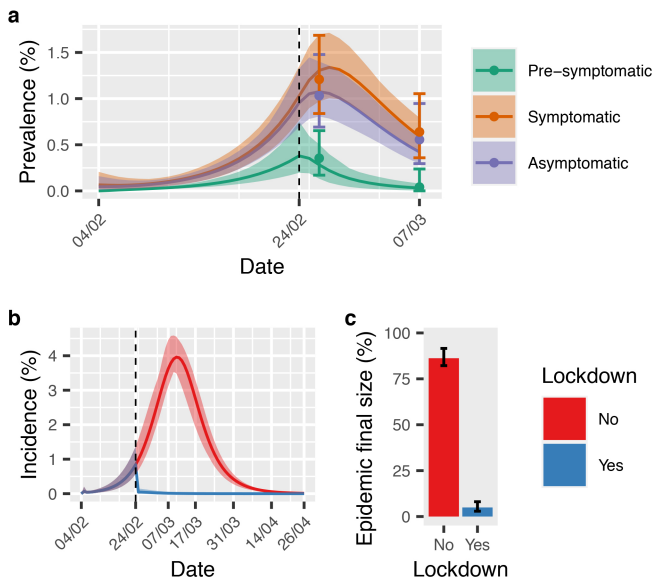 a
Prevalence (%)
1.5
1.0
0.5
0.0
04/02
24/02
07/03
Date
Pre−symptomatic
Symptomatic
Asymptomatic
b
Incidence (%)
4
3
2
1
0
04/02
24/02
07/03
17/03
31/03
14/04
26/04
Date
c
Epidemic final size (%)
100
75
50
25
0
No Yes
Lockdown
Lockdown
No
Yes